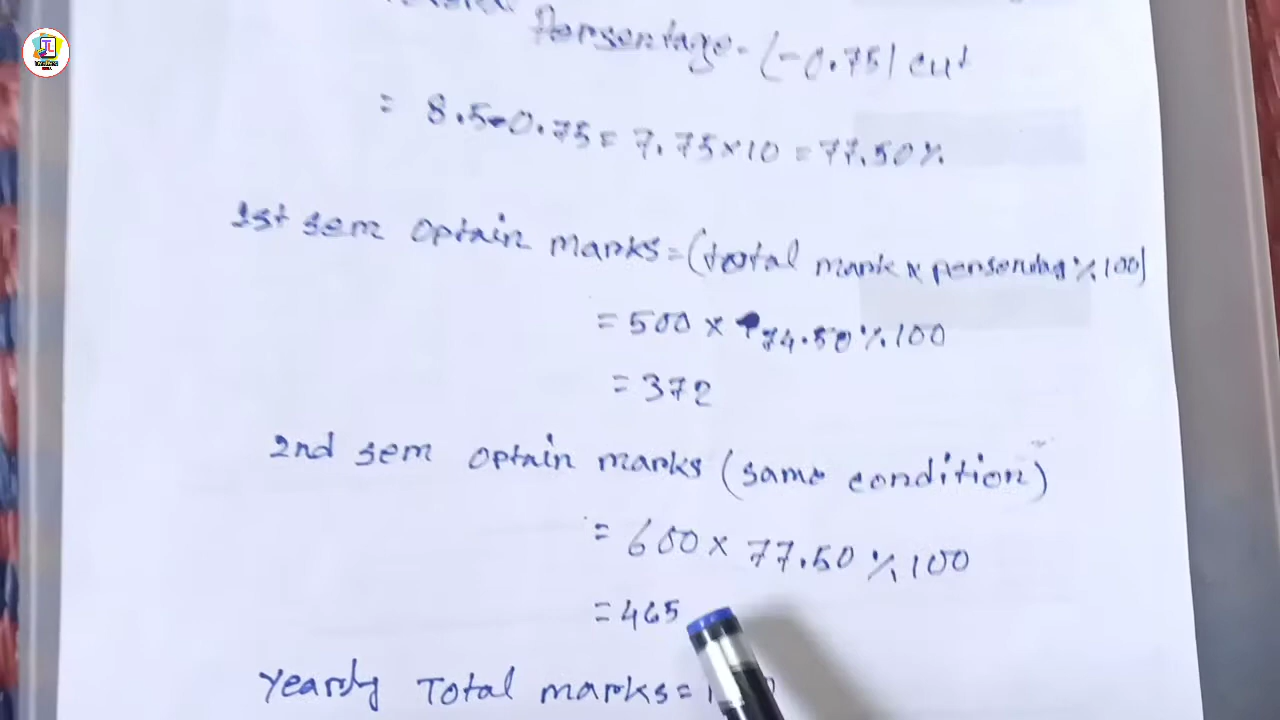 Persentage - (-0.75) cut
= 8.5-0.75 = 7.75×10 = 77.50%
1st sem optain marks = (total mark × persentag % 100)
= 500 × 74.50 % 100
= 372
2nd sem optain marks (same condition)
= 600 × 77.50 % 100
= 465
Yearly Total marks =